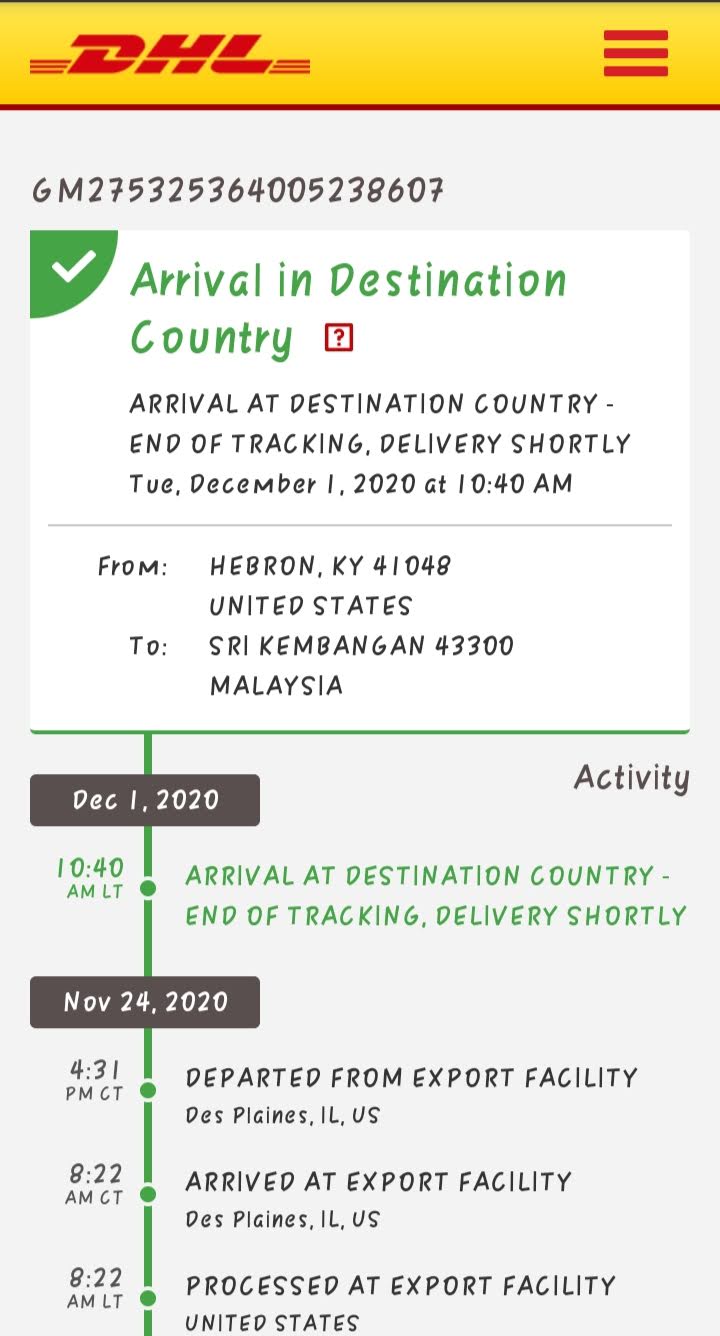 DHL
GM275325364005238607
Arrival in Destination
Country ?
ARRIVAL AT DESTINATION COUNTRY -
END OF TRACKING, DELIVERY SHORTLY
Tue, December 1, 2020 at 10:40 AM
From: HEBRON, KY 41048
UNITED STATES
To: SRI KEMBANGAN 43300
MALAYSIA
Activity
Dec 1, 2020
10:40
AM LT
ARRIVAL AT DESTINATION COUNTRY -
END OF TRACKING, DELIVERY SHORTLY
Nov 24, 2020
4:31
PM CT
DEPARTED FROM EXPORT FACILITY
Des Plaines, IL, US
8:22
AM CT
ARRIVED AT EXPORT FACILITY
Des Plaines, IL, US
8:22
AM LT
PROCESSED AT EXPORT FACILITY
UNITED STATES